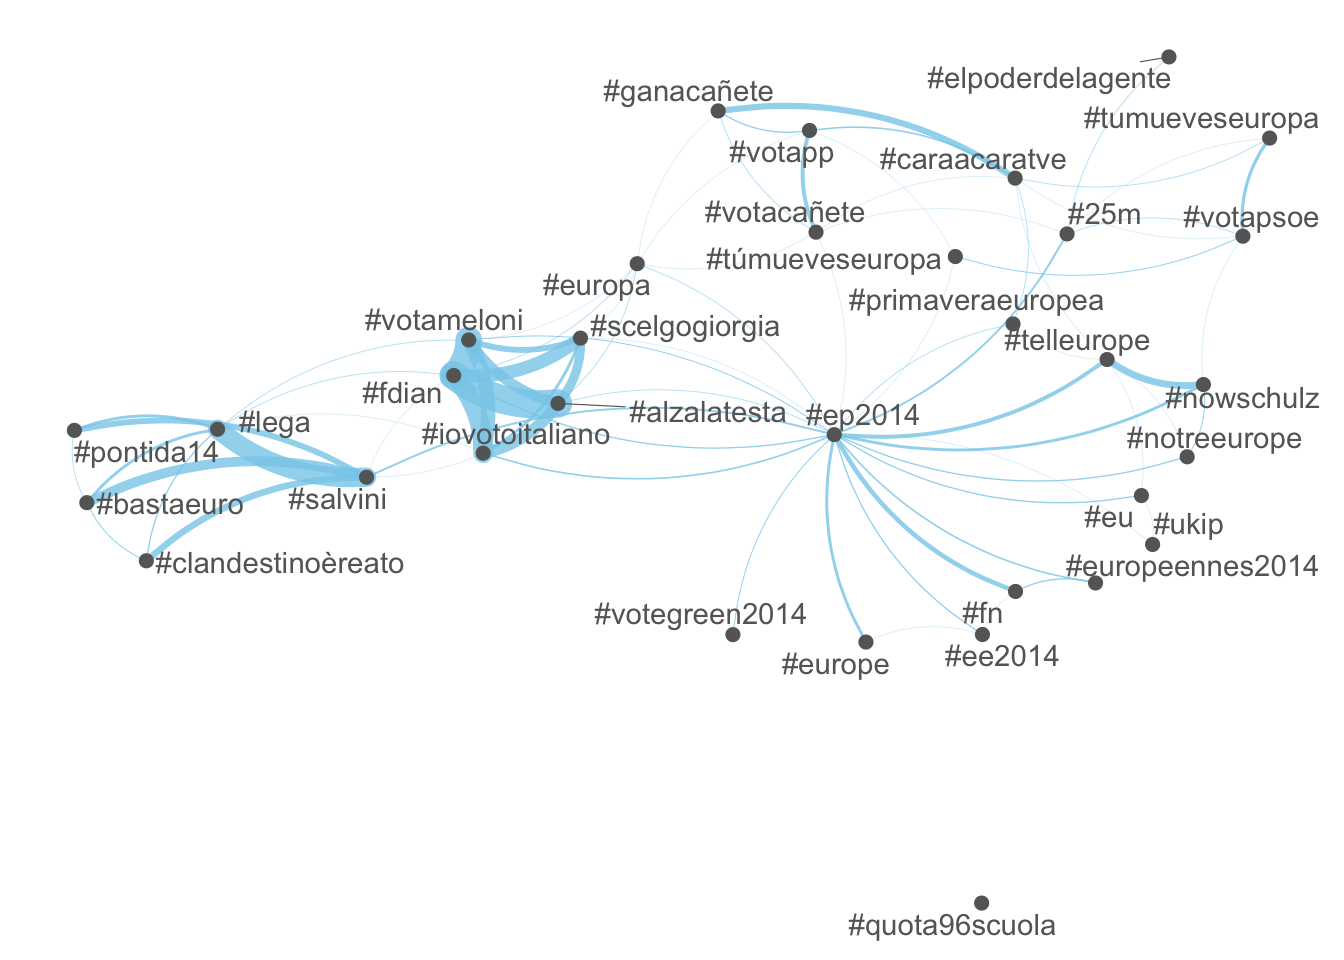 #elpoderdelagente
#ganacañete
#tumueveseuropa
#votapp
#caraacaratve
#votacañete
#25m
#votapsoe
#túmueveseuropa
#europa
#primaveraeuropea
#votameloni
#scelgogiorgia
#telleurope
#fdian
#alzalatesta
#ep2014
#nowschulz
#lega
#iovotoitaliano
#notreeurope
#pontida14
#salvini
#bastaeuro
#eu
#ukip
#clandestinoèreato
#europeennes2014
#votegreen2014
#fn
#europe
#ee2014
#quota96scuola